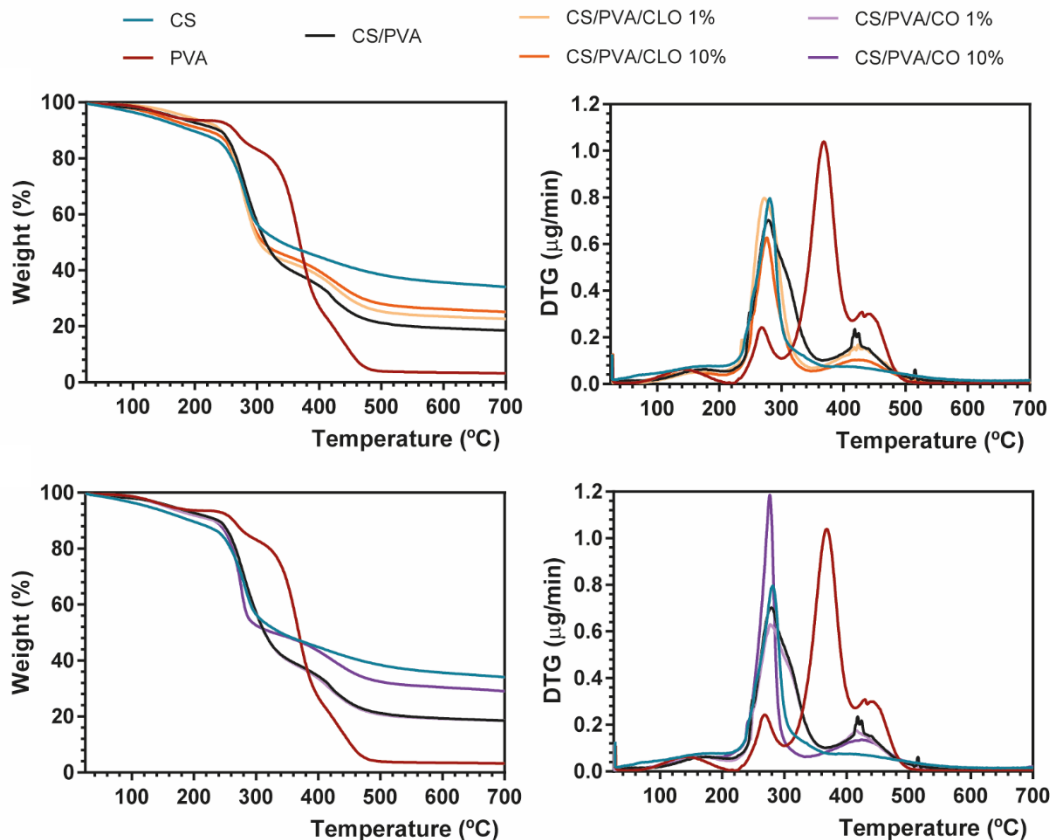 CS
PVA
CS/PVA
CS/PVA/CLO 1%
CS/PVA/CLO 10%
CS/PVA/CO 1%
CS/PVA/CO 10%
Weight (%)
100
80
60
40
20
0
100 200 300 400 500 600 700
Temperature (ºC)
DTG (µg/min)
1.2
1.0
0.8
0.6
0.4
0.2
0.0
100 200 300 400 500 600 700
Temperature (ºC)
Weight (%)
100
80
60
40
20
0
100 200 300 400 500 600 700
Temperature (ºC)
DTG (µg/min)
1.2
1.0
0.8
0.6
0.4
0.2
0.0
100 200 300 400 500 600 700
Temperature (ºC)